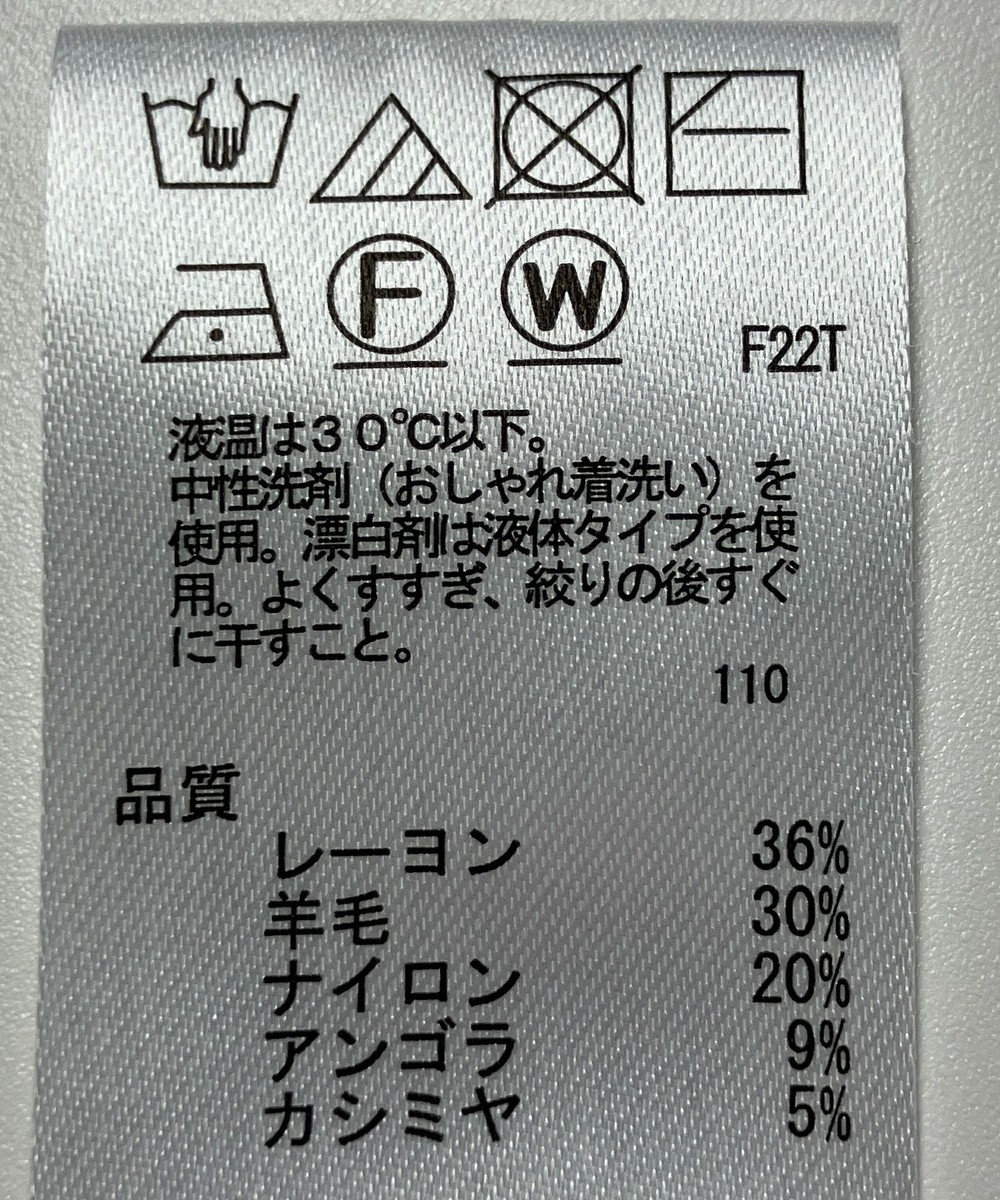 F W
F22T
液温は30℃以下。
中性洗剤（おしゃれ着洗い）を
使用。漂白剤は液体タイプを使
用。よくすすぎ、絞りの後すぐ
に干すこと。
110
品質
レーヨン 36%
羊毛 30%
ナイロン 20%
アンゴラ 9%
カシミヤ 5%